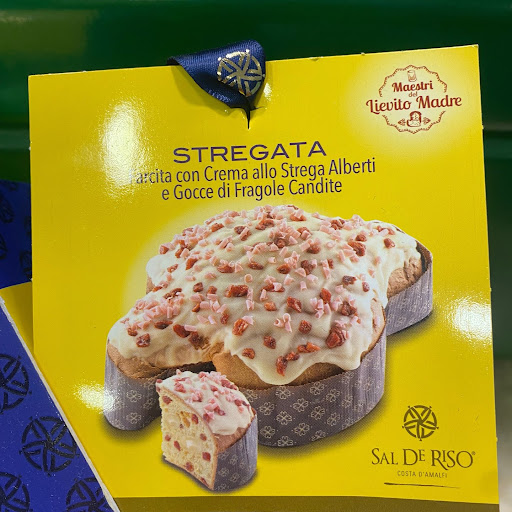 Maestri
del
Lievito Madre
STREGATA
Farcita con Crema allo Strega Alberti
e Gocce di Fragole Candite
SAL DE RISO®
COSTA D'AMALFI